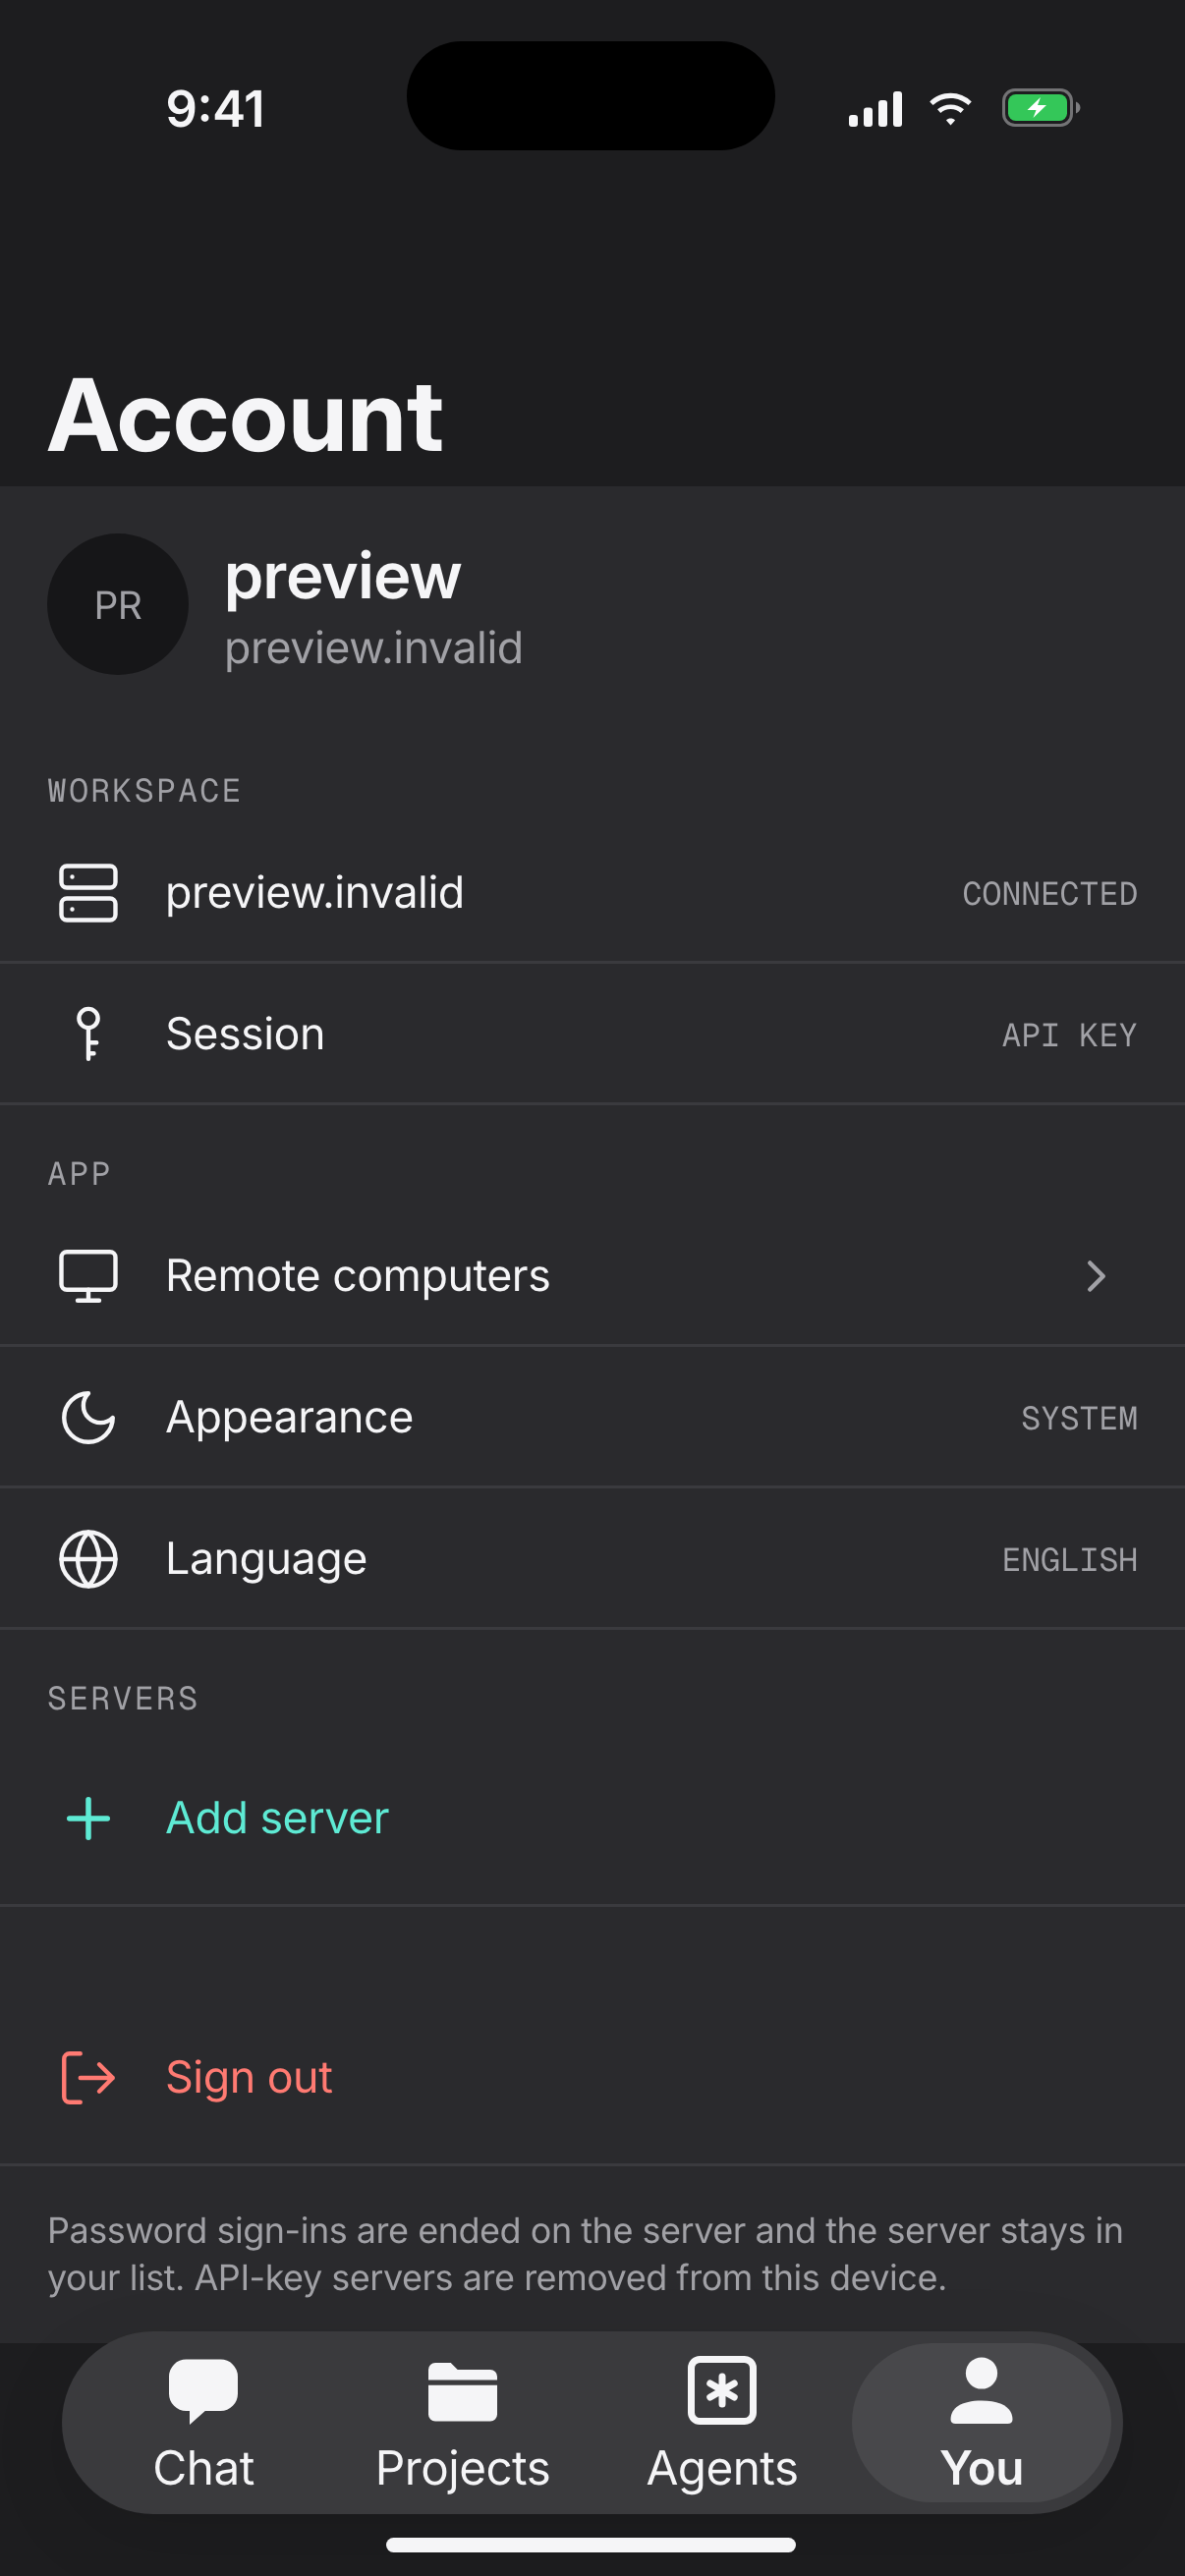 9:41
Account
PR
preview
preview.invalid
WORKSPACE
preview.invalid CONNECTED
Session API KEY
APP
Remote computers
Appearance SYSTEM
Language ENGLISH
SERVERS
Add server
Sign out
Password sign-ins are ended on the server and the server stays in
your list. API-key servers are removed from this device.
Chat Projects Agents You